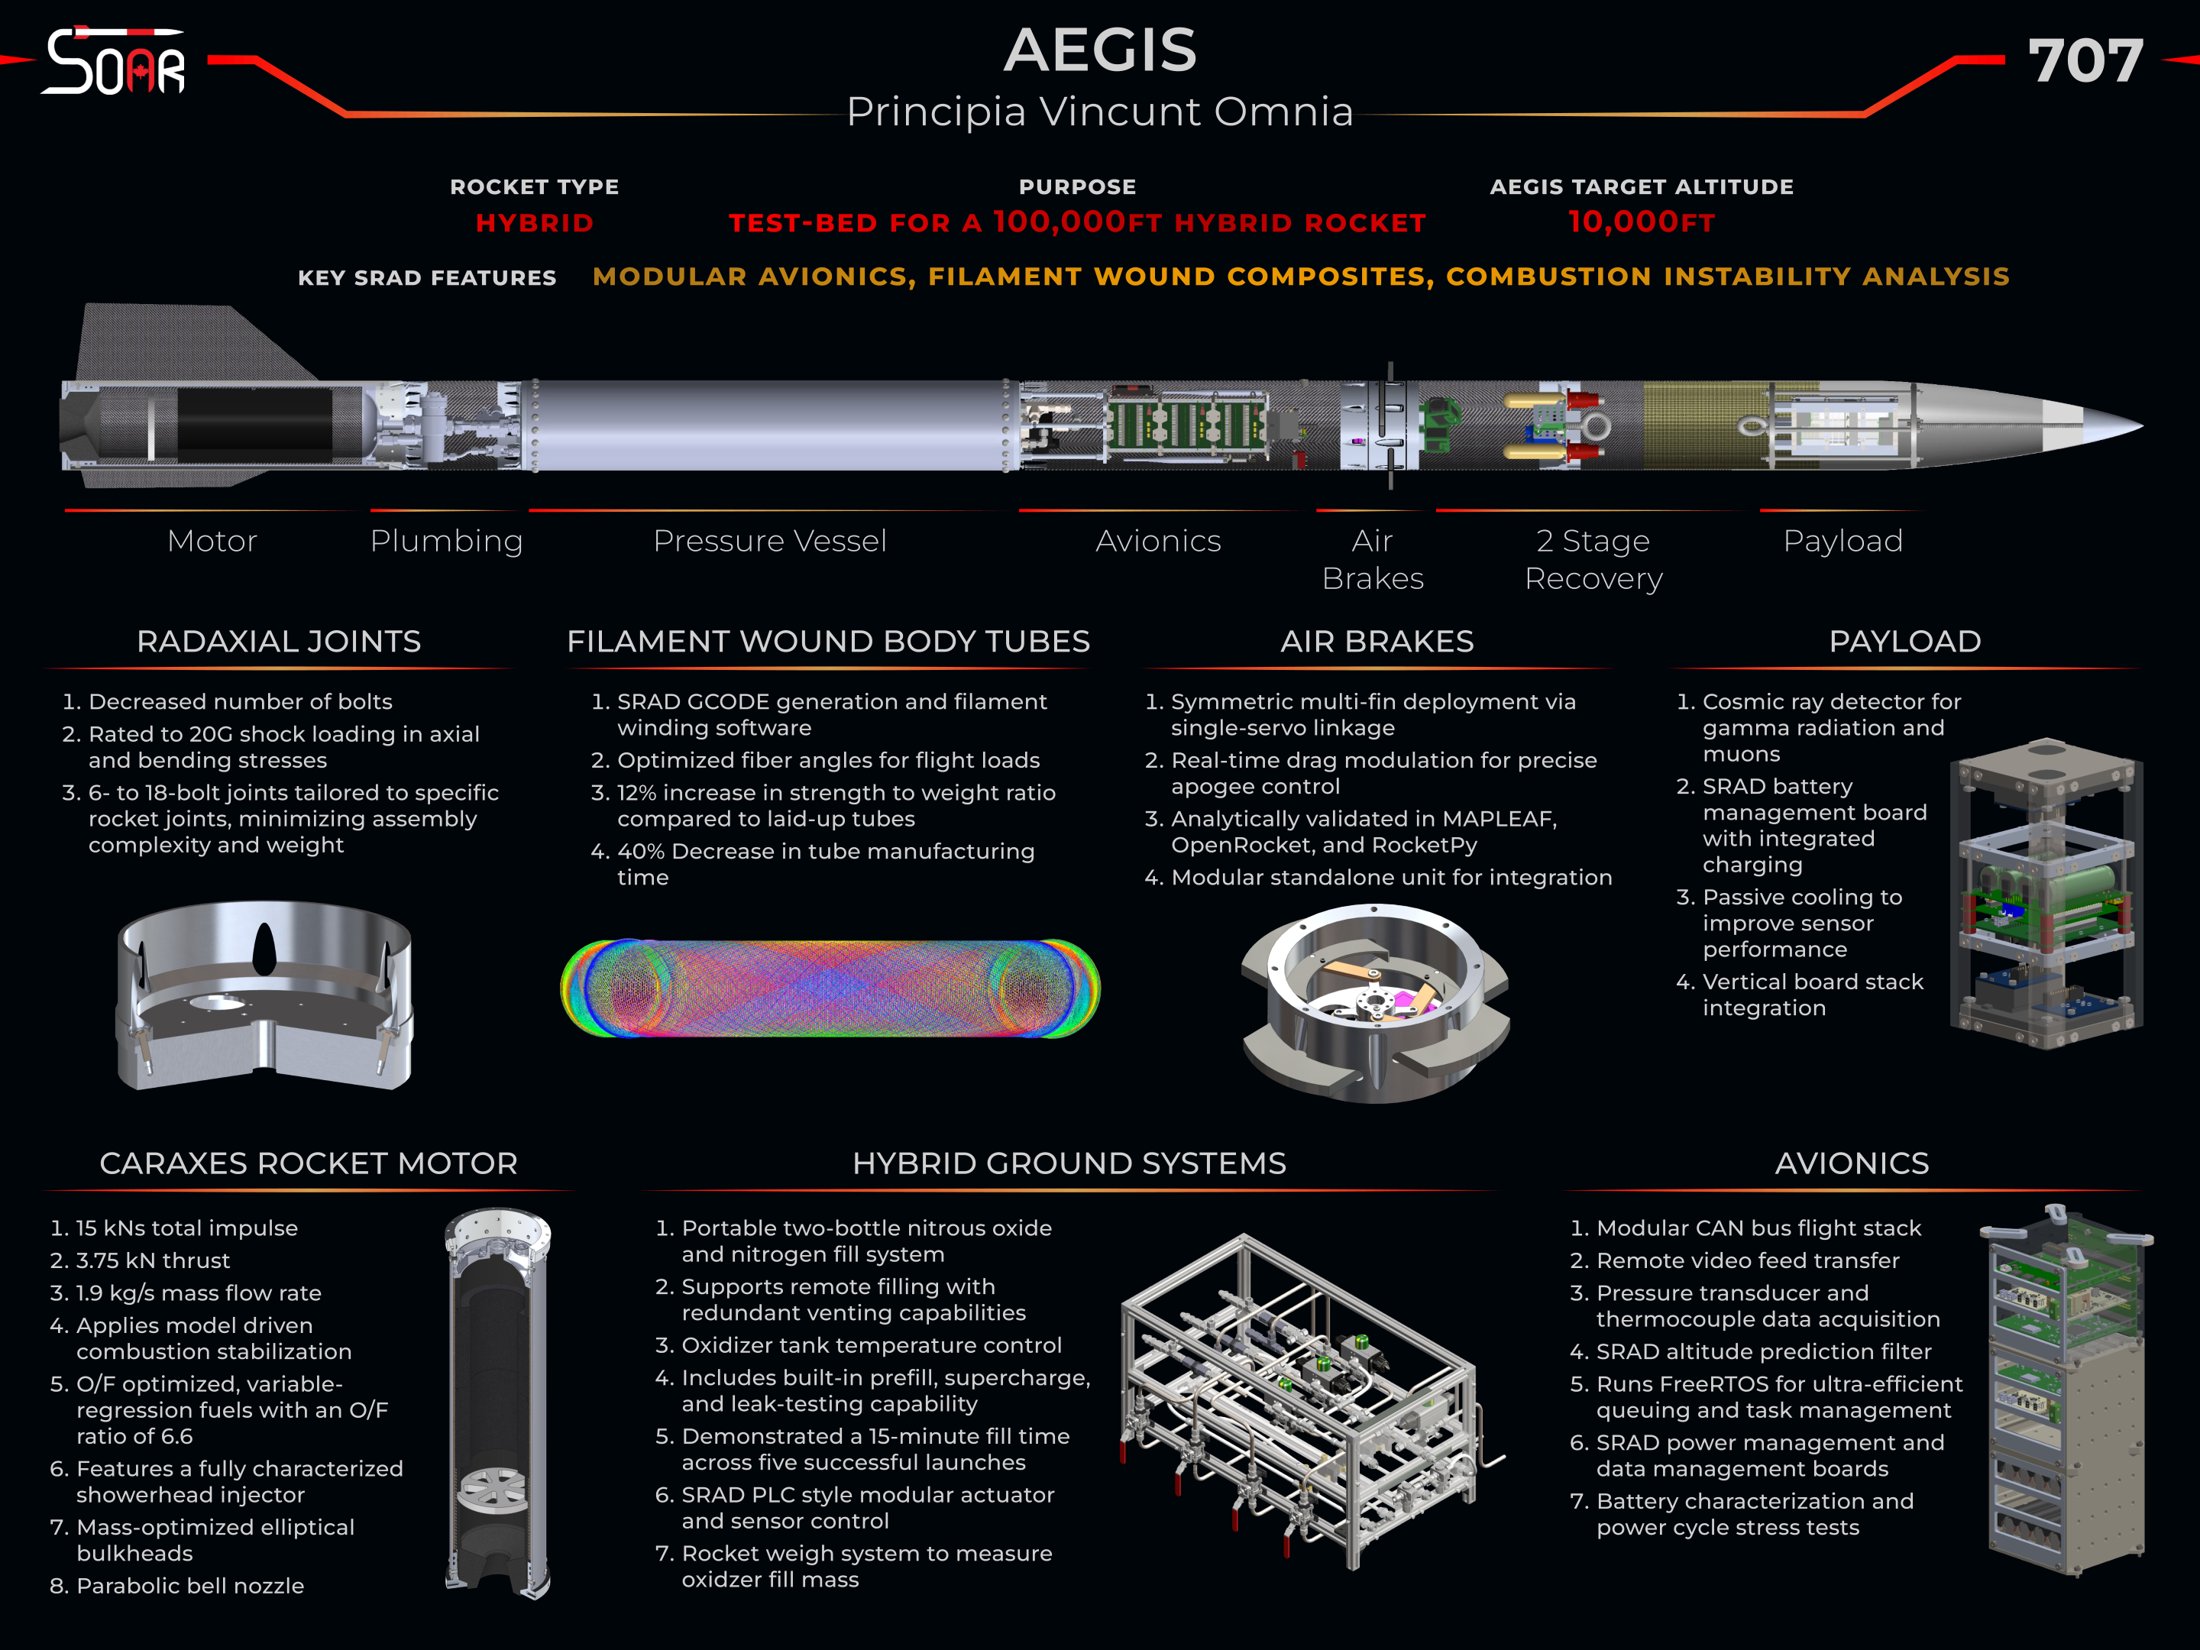 SOAR
AEGIS
707
Principia Vincunt Omnia
ROCKET TYPE
HYBRID
PURPOSE
TEST-BED FOR A 100,000FT HYBRID ROCKET
AEGIS TARGET ALTITUDE
10,000FT
KEY SRAD FEATURES
MODULAR AVIONICS, FILAMENT WOUND COMPOSITES, COMBUSTION INSTABILITY ANALYSIS
Motor
Plumbing
Pressure Vessel
Avionics
Air
Brakes
2 Stage
Recovery
Payload
RADAXIAL JOINTS
1. Decreased number of bolts
2. Rated to 20G shock loading in axial
and bending stresses
3. 6- to 18-bolt joints tailored to specific
rocket joints, minimizing assembly
complexity and weight
FILAMENT WOUND BODY TUBES
1. SRAD GCODE generation and filament
winding software
2. Optimized fiber angles for flight loads
3. 12% increase in strength to weight ratio
compared to laid-up tubes
4. 40% Decrease in tube manufacturing
time
AIR BRAKES
1. Symmetric multi-fin deployment via
single-servo linkage
2. Real-time drag modulation for precise
apogee control
3. Analytically validated in MAPLEAF,
OpenRocket, and RocketPy
4. Modular standalone unit for integration
PAYLOAD
1. Cosmic ray detector for
gamma radiation and
muons
2. SRAD battery
management board
with integrated
charging
3. Passive cooling to
improve sensor
performance
4. Vertical board stack
integration
CARAXES ROCKET MOTOR
1. 15 kNs total impulse
2. 3.75 kN thrust
3. 1.9 kg/s mass flow rate
4. Applies model driven
combustion stabilization
5. O/F optimized, variable-
regression fuels with an O/F
ratio of 6.6
6. Features a fully characterized
showerhead injector
7. Mass-optimized elliptical
bulkheads
8. Parabolic bell nozzle
HYBRID GROUND SYSTEMS
1. Portable two-bottle nitrous oxide
and nitrogen fill system
2. Supports remote filling with
redundant venting capabilities
3. Oxidizer tank temperature control
4. Includes built-in prefill, supercharge,
and leak-testing capability
5. Demonstrated a 15-minute fill time
across five successful launches
6. SRAD PLC style modular actuator
and sensor control
7. Rocket weigh system to measure
oxidzer fill mass
AVIONICS
1. Modular CAN bus flight stack
2. Remote video feed transfer
3. Pressure transducer and
thermocouple data acquisition
4. SRAD altitude prediction filter
5. Runs FreeRTOS for ultra-efficient
queuing and task management
6. SRAD power management and
data management boards
7. Battery characterization and
power cycle stress tests